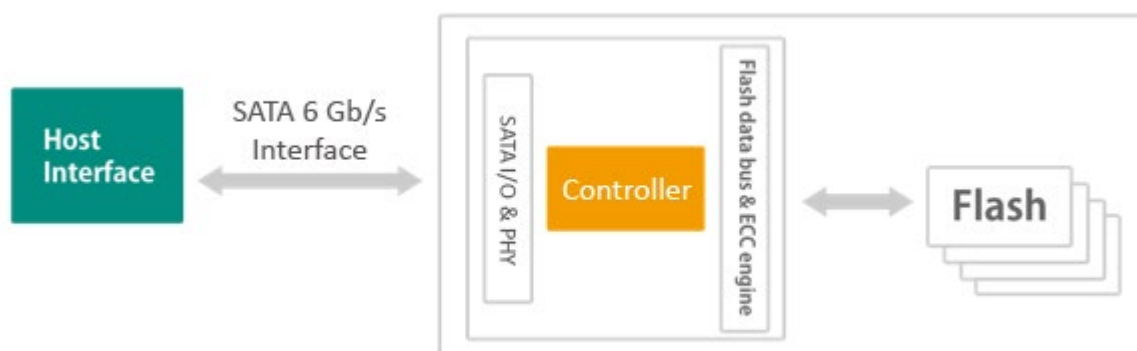 Host
Interface
SATA 6 Gb/s
Interface
SATA I/O & PHY
Controller
Flash data bus & ECC engine
Flash